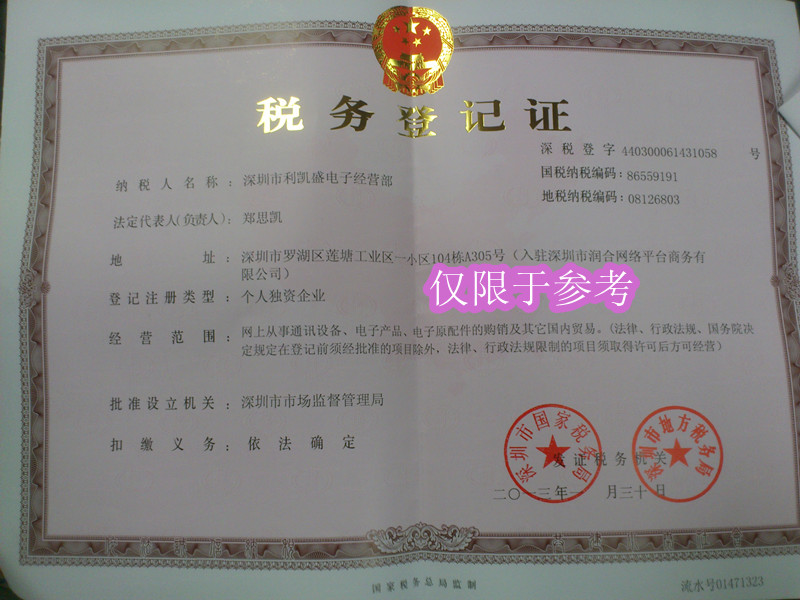 税务登记证
深税登字 440300061431058 号
国税纳税编码: 86559191
地税纳税编码: 08126803
纳税人名称: 深圳市利凯盛电子经营部
法定代表人(负责人): 郑思凯
地址: 深圳市罗湖区莲塘工业区一小区104栋A305号(入驻深圳市润合网络平台商务有
限公司)
仅限于参考
登记注册类型: 个人独资企业
经营范围: 网上从事通讯设备、电子产品、电子原配件的购销及其它国内贸易。(法律、行政法规、国务院决
定规定在登记前须经批准的项目除外,法律、行政法规限制的项目须取得许可后方可经营)
批准设立机关: 深圳市市场监督管理局
扣缴义务: 依法确定
深圳市国家税务局
深圳市地方税务局
发证税务机关
二〇一三年一月三十日
国家税务总局监制
流水号01471323